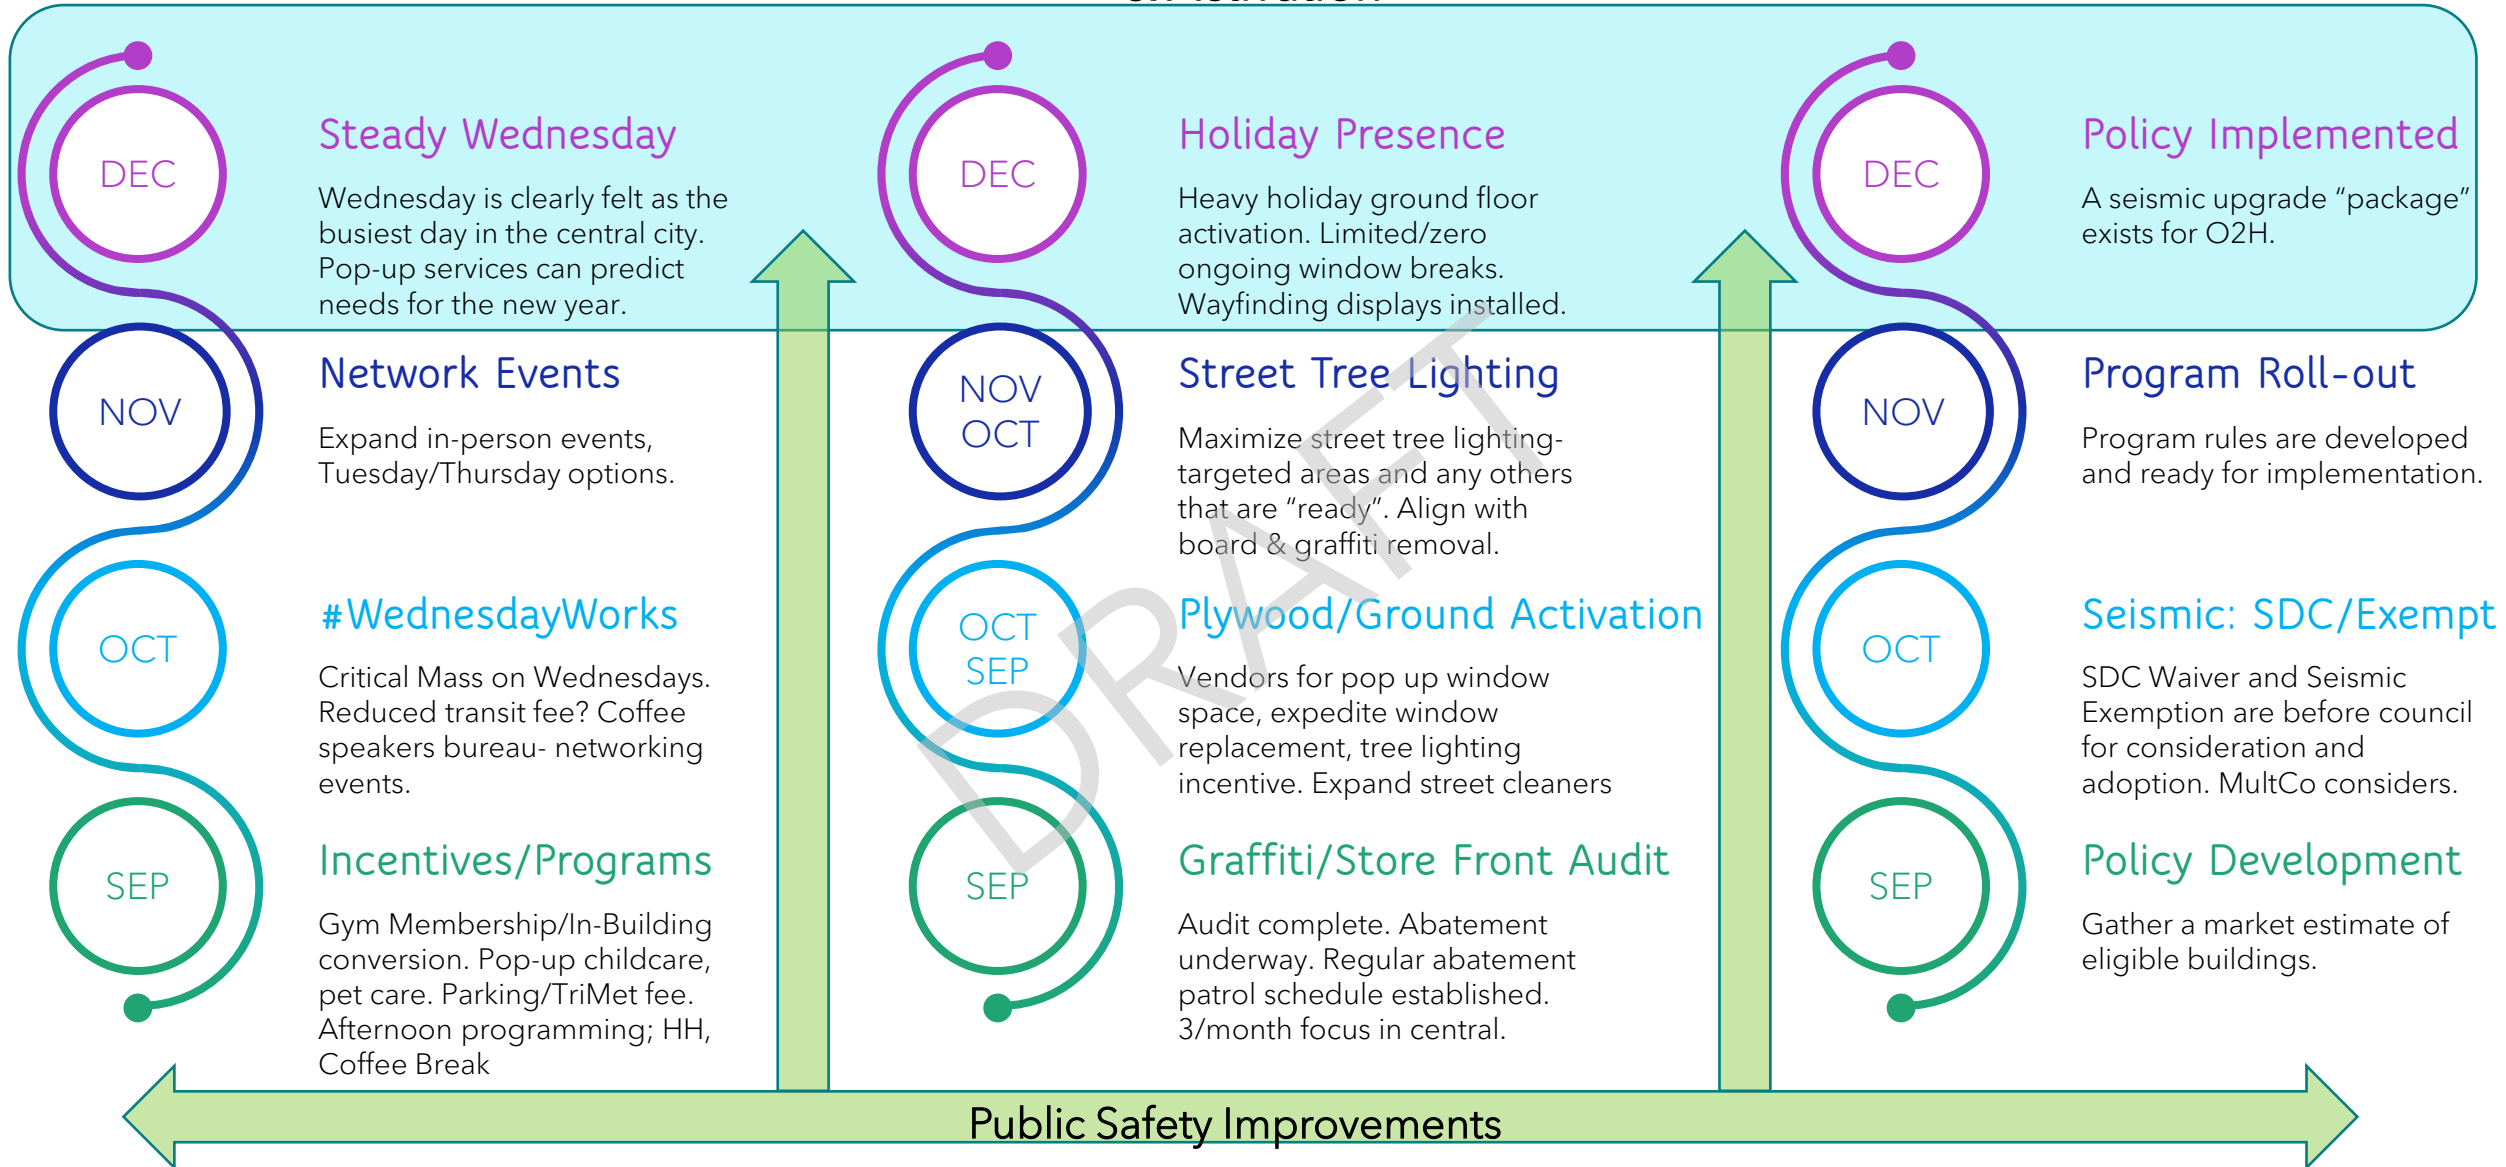 DEC
Steady Wednesday
Wednesday is clearly felt as the
busiest day in the central city.
Pop-up services can predict
needs for the new year.
NOV
Network Events
Expand in-person events,
Tuesday/Thursday options.
OCT
#WednesdayWorks
Critical Mass on Wednesdays.
Reduced transit fee? Coffee
speakers bureau- networking
events.
SEP
Incentives/Programs
Gym Membership/In-Building
conversion. Pop-up childcare,
pet care. Parking/TriMet fee.
Afternoon programming; HH,
Coffee Break
DEC
Holiday Presence
Heavy holiday ground floor
activation. Limited/zero
ongoing window breaks.
Wayfinding displays installed.
NOV
OCT
Street Tree Lighting
Maximize street tree lighting-
targeted areas and any others
that are “ready”. Align with
board & graffiti removal.
OCT
SEP
Plywood/Ground Activation
Vendors for pop up window
space, expedite window
replacement, tree lighting
incentive. Expand street cleaners
SEP
Graffiti/Store Front Audit
Audit complete. Abatement
underway. Regular abatement
patrol schedule established.
3/month focus in central.
DEC
Policy Implemented
A seismic upgrade “package”
exists for O2H.
NOV
Program Roll-out
Program rules are developed
and ready for implementation.
OCT
Seismic: SDC/Exempt
SDC Waiver and Seismic
Exemption are before council
for consideration and
adoption. MultCo considers.
SEP
Policy Development
Gather a market estimate of
eligible buildings.
DRAFT
Public Safety Improvements